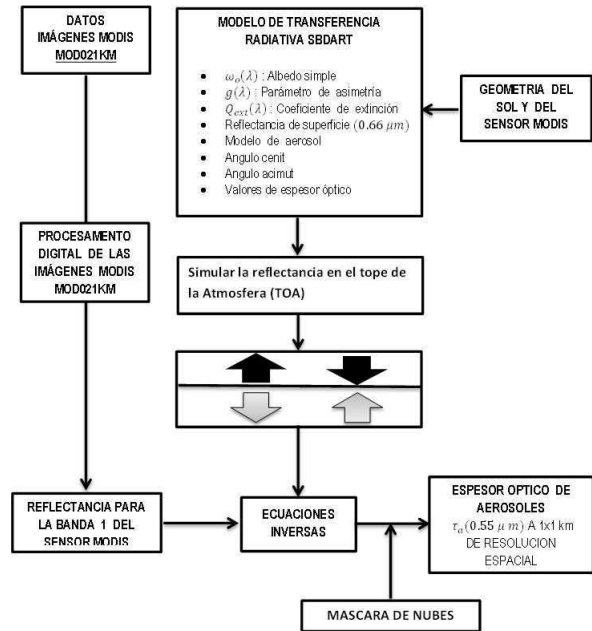 DATOS
IMÁGENES MODIS
MOD021KM
MODELO DE TRANSFERENCIA
RADIATIVA SBDART
• ω₀(λ) : Albedo simple
• g(λ) : Parámetro de asimetría
• Q_ext(λ) : Coeficiente de extinción
• Reflectancia de superficie (0.66 μm)
• Modelo de aerosol
• Angulo cenit
• Angulo acimut
• Valores de espesor óptico
GEOMETRIA DEL
SOL Y DEL
SENSOR MODIS
PROCESAMENTO
DIGITAL DE LAS
IMÁGENES MODIS
MOD021KM
Simular la reflectancia en el tope de
la Atmosfera (TOA)
REFLECTANCIA PARA
LA BANDA 1 DEL
SENSOR MODIS
ECUACIONES
INVERSAS
ESPESOR OPTICO DE
AEROSOLES
τₐ(0.55 μ m) A 1x1 km
DE RESOLUCION
ESPACIAL
MASCARA DE NUBES